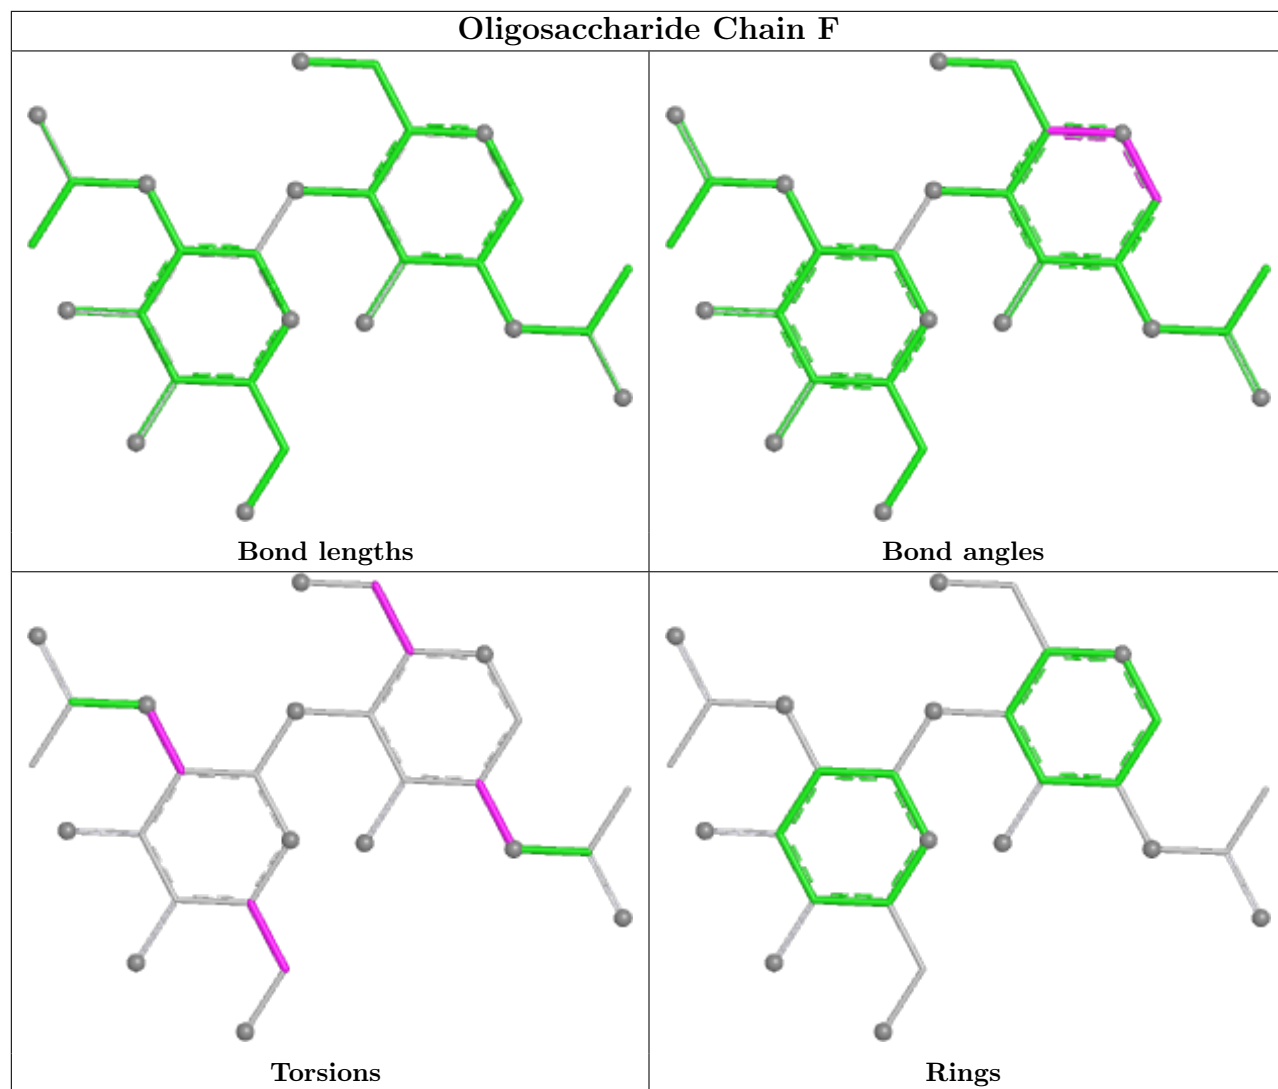 Oligosaccharide Chain F
Bond lengths
Bond angles
Torsions
Rings